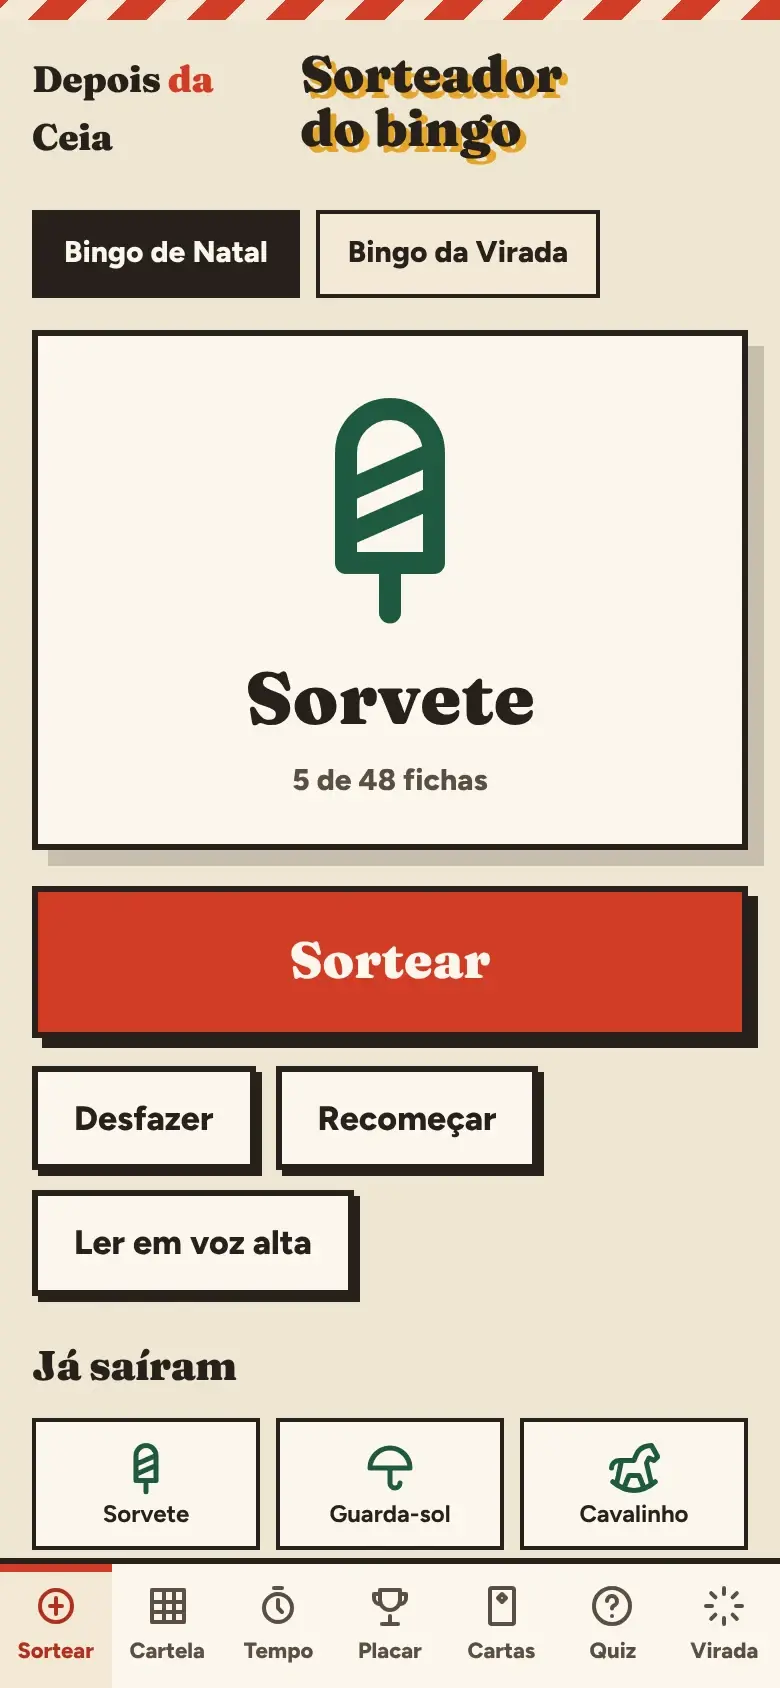 Depois da
Ceia
Sorteador
do bingo
Bingo de Natal
Bingo da Virada
Sorvete
5 de 48 fichas
Sortear
Desfazer
Recomeçar
Ler em voz alta
Já saíram
Sorvete
Guarda-sol
Cavalinho
Sortear
Cartela
Tempo
Placar
Cartas
Quiz
Virada